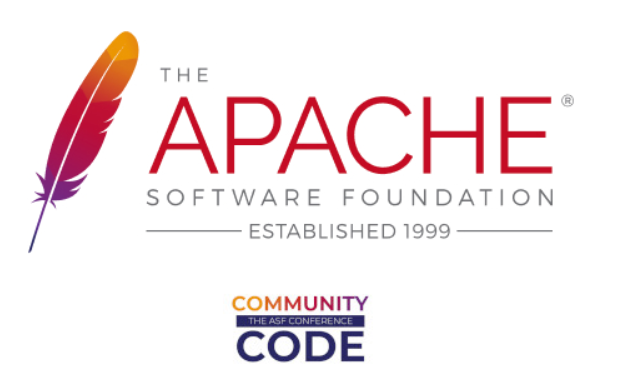 THE
APACHE®
SOFTWARE FOUNDATION
ESTABLISHED 1999
COMMUNITY
THE ASF CONFERENCE
CODE